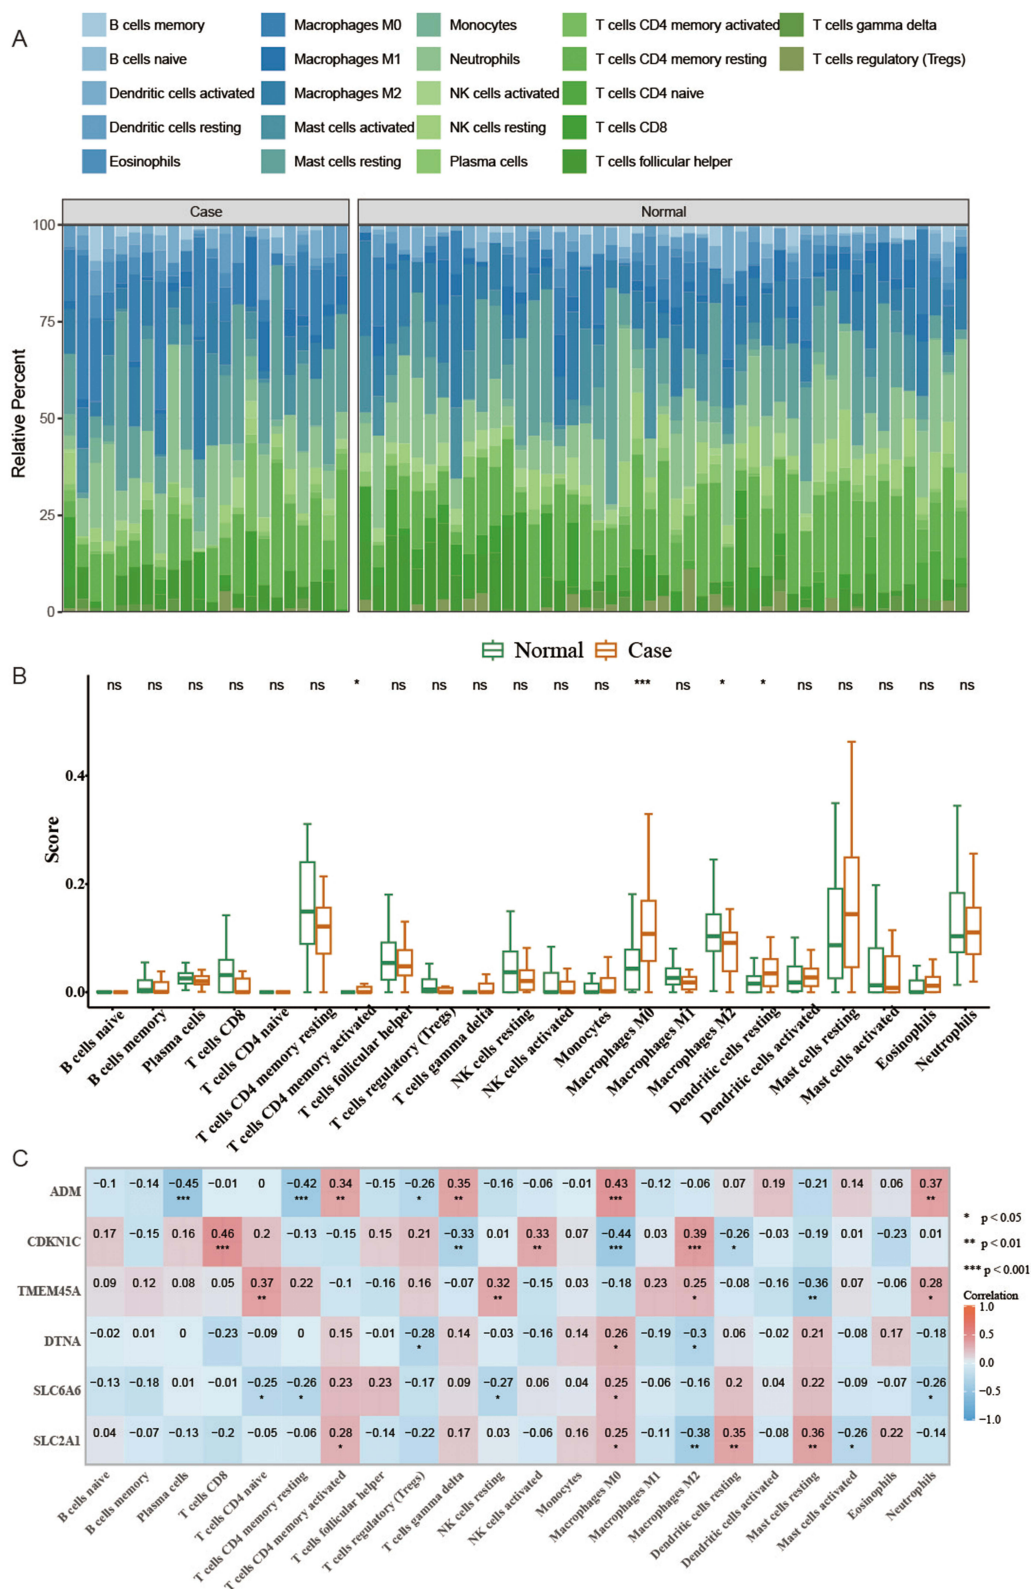 A
B cells memory
B cells naive
Dendritic cells activated
Dendritic cells resting
Eosinophils
Macrophages M0
Macrophages M1
Macrophages M2
Mast cells activated
Mast cells resting
Monocytes
Neutrophils
NK cells activated
NK cells resting
Plasma cells
T cells CD4 memory activated
T cells CD4 memory resting
T cells CD4 naive
T cells CD8
T cells follicular helper
T cells gamma delta
T cells regulatory (Tregs)
Case
Normal
Relative Percent
100
75
50
25
0
Normal Case
B
ns ns ns ns ns ns * ns ns ns ns ns ns *** ns * * ns ns ns ns ns
Score
0.4
0.2
0.0
B cells naive
B cells memory
Plasma cells
T cells CD8
T cells CD4 naive
T cells CD4 memory resting
T cells CD4 memory activated
T cells follicular helper
T cells regulatory (Tregs)
T cells gamma delta
NK cells resting
NK cells activated
Monocytes
Macrophages M0
Macrophages M1
Macrophages M2
Dendritic cells resting
Dendritic cells activated
Mast cells resting
Mast cells activated
Eosinophils
Neutrophils
C
ADM −0.1 −0.14 −0.45 −0.01 0 −0.42 0.34 −0.15 −0.26 0.35 −0.16 −0.06 −0.01 0.43 −0.12 −0.06 0.07 0.19 −0.21 0.14 0.06 0.37
*** *** ** * ** *** **
CDKN1C 0.17 −0.15 0.16 0.46 0.2 −0.13 −0.15 0.15 0.21 −0.33 0.01 0.33 0.07 −0.44 0.03 0.39 −0.26 −0.03 −0.19 0.01 −0.23 0.01
*** ** ** *** *** *
TMEM45A 0.09 0.12 0.08 0.05 0.37 0.22 −0.1 −0.16 0.16 −0.07 0.32 −0.15 0.03 −0.18 0.23 0.25 −0.08 −0.16 −0.36 0.07 −0.06 0.28
** ** * ** *
DTNA −0.02 0.01 0 −0.23 −0.09 0 0.15 −0.01 −0.28 0.14 −0.03 −0.16 0.14 0.26 −0.19 −0.3 0.06 −0.02 0.21 −0.08 0.17 −0.18
* * *
SLC6A6 −0.13 −0.18 0.01 −0.01 −0.25 −0.26 0.23 0.23 −0.17 0.09 −0.27 0.06 0.04 0.25 −0.06 −0.16 0.2 0.04 0.22 −0.09 −0.07 −0.26
* * * * *
SLC2A1 0.04 −0.07 −0.13 −0.2 −0.05 −0.06 0.28 −0.14 −0.22 0.17 0.03 −0.06 0.16 0.25 −0.11 −0.38 0.35 −0.08 0.36 −0.26 0.22 −0.14
* * ** ** ** *
B cells naive
B cells memory
Plasma cells
T cells CD8
T cells CD4 naive
T cells CD4 memory resting
T cells CD4 memory activated
T cells follicular helper
T cells regulatory (Tregs)
T cells gamma delta
NK cells resting
NK cells activated
Monocytes
Macrophages M0
Macrophages M1
Macrophages M2
Dendritic cells resting
Dendritic cells activated
Mast cells resting
Mast cells activated
Eosinophils
Neutrophils
* p < 0.05
** p < 0.01
*** p < 0.001
Correlation
1.0
0.5
0.0
−0.5
−1.0